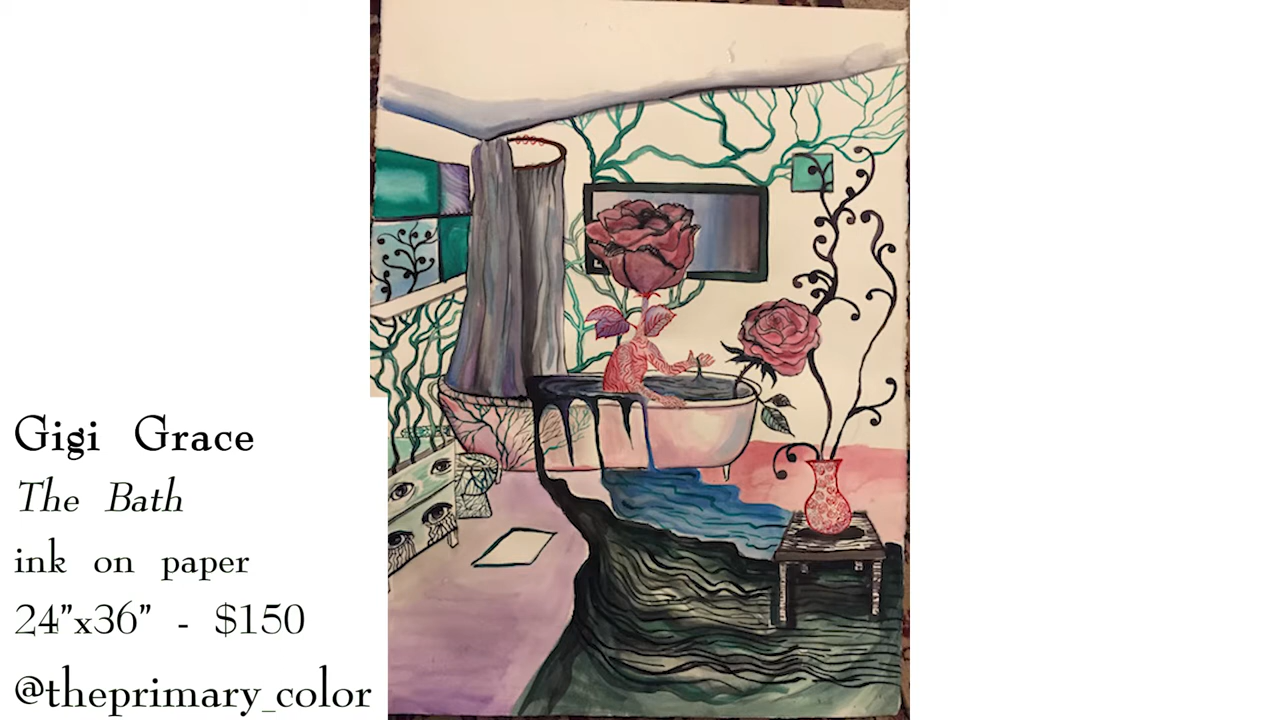 Gigi Grace
The Bath
ink on paper
24”x36” - $150
@theprimary_color